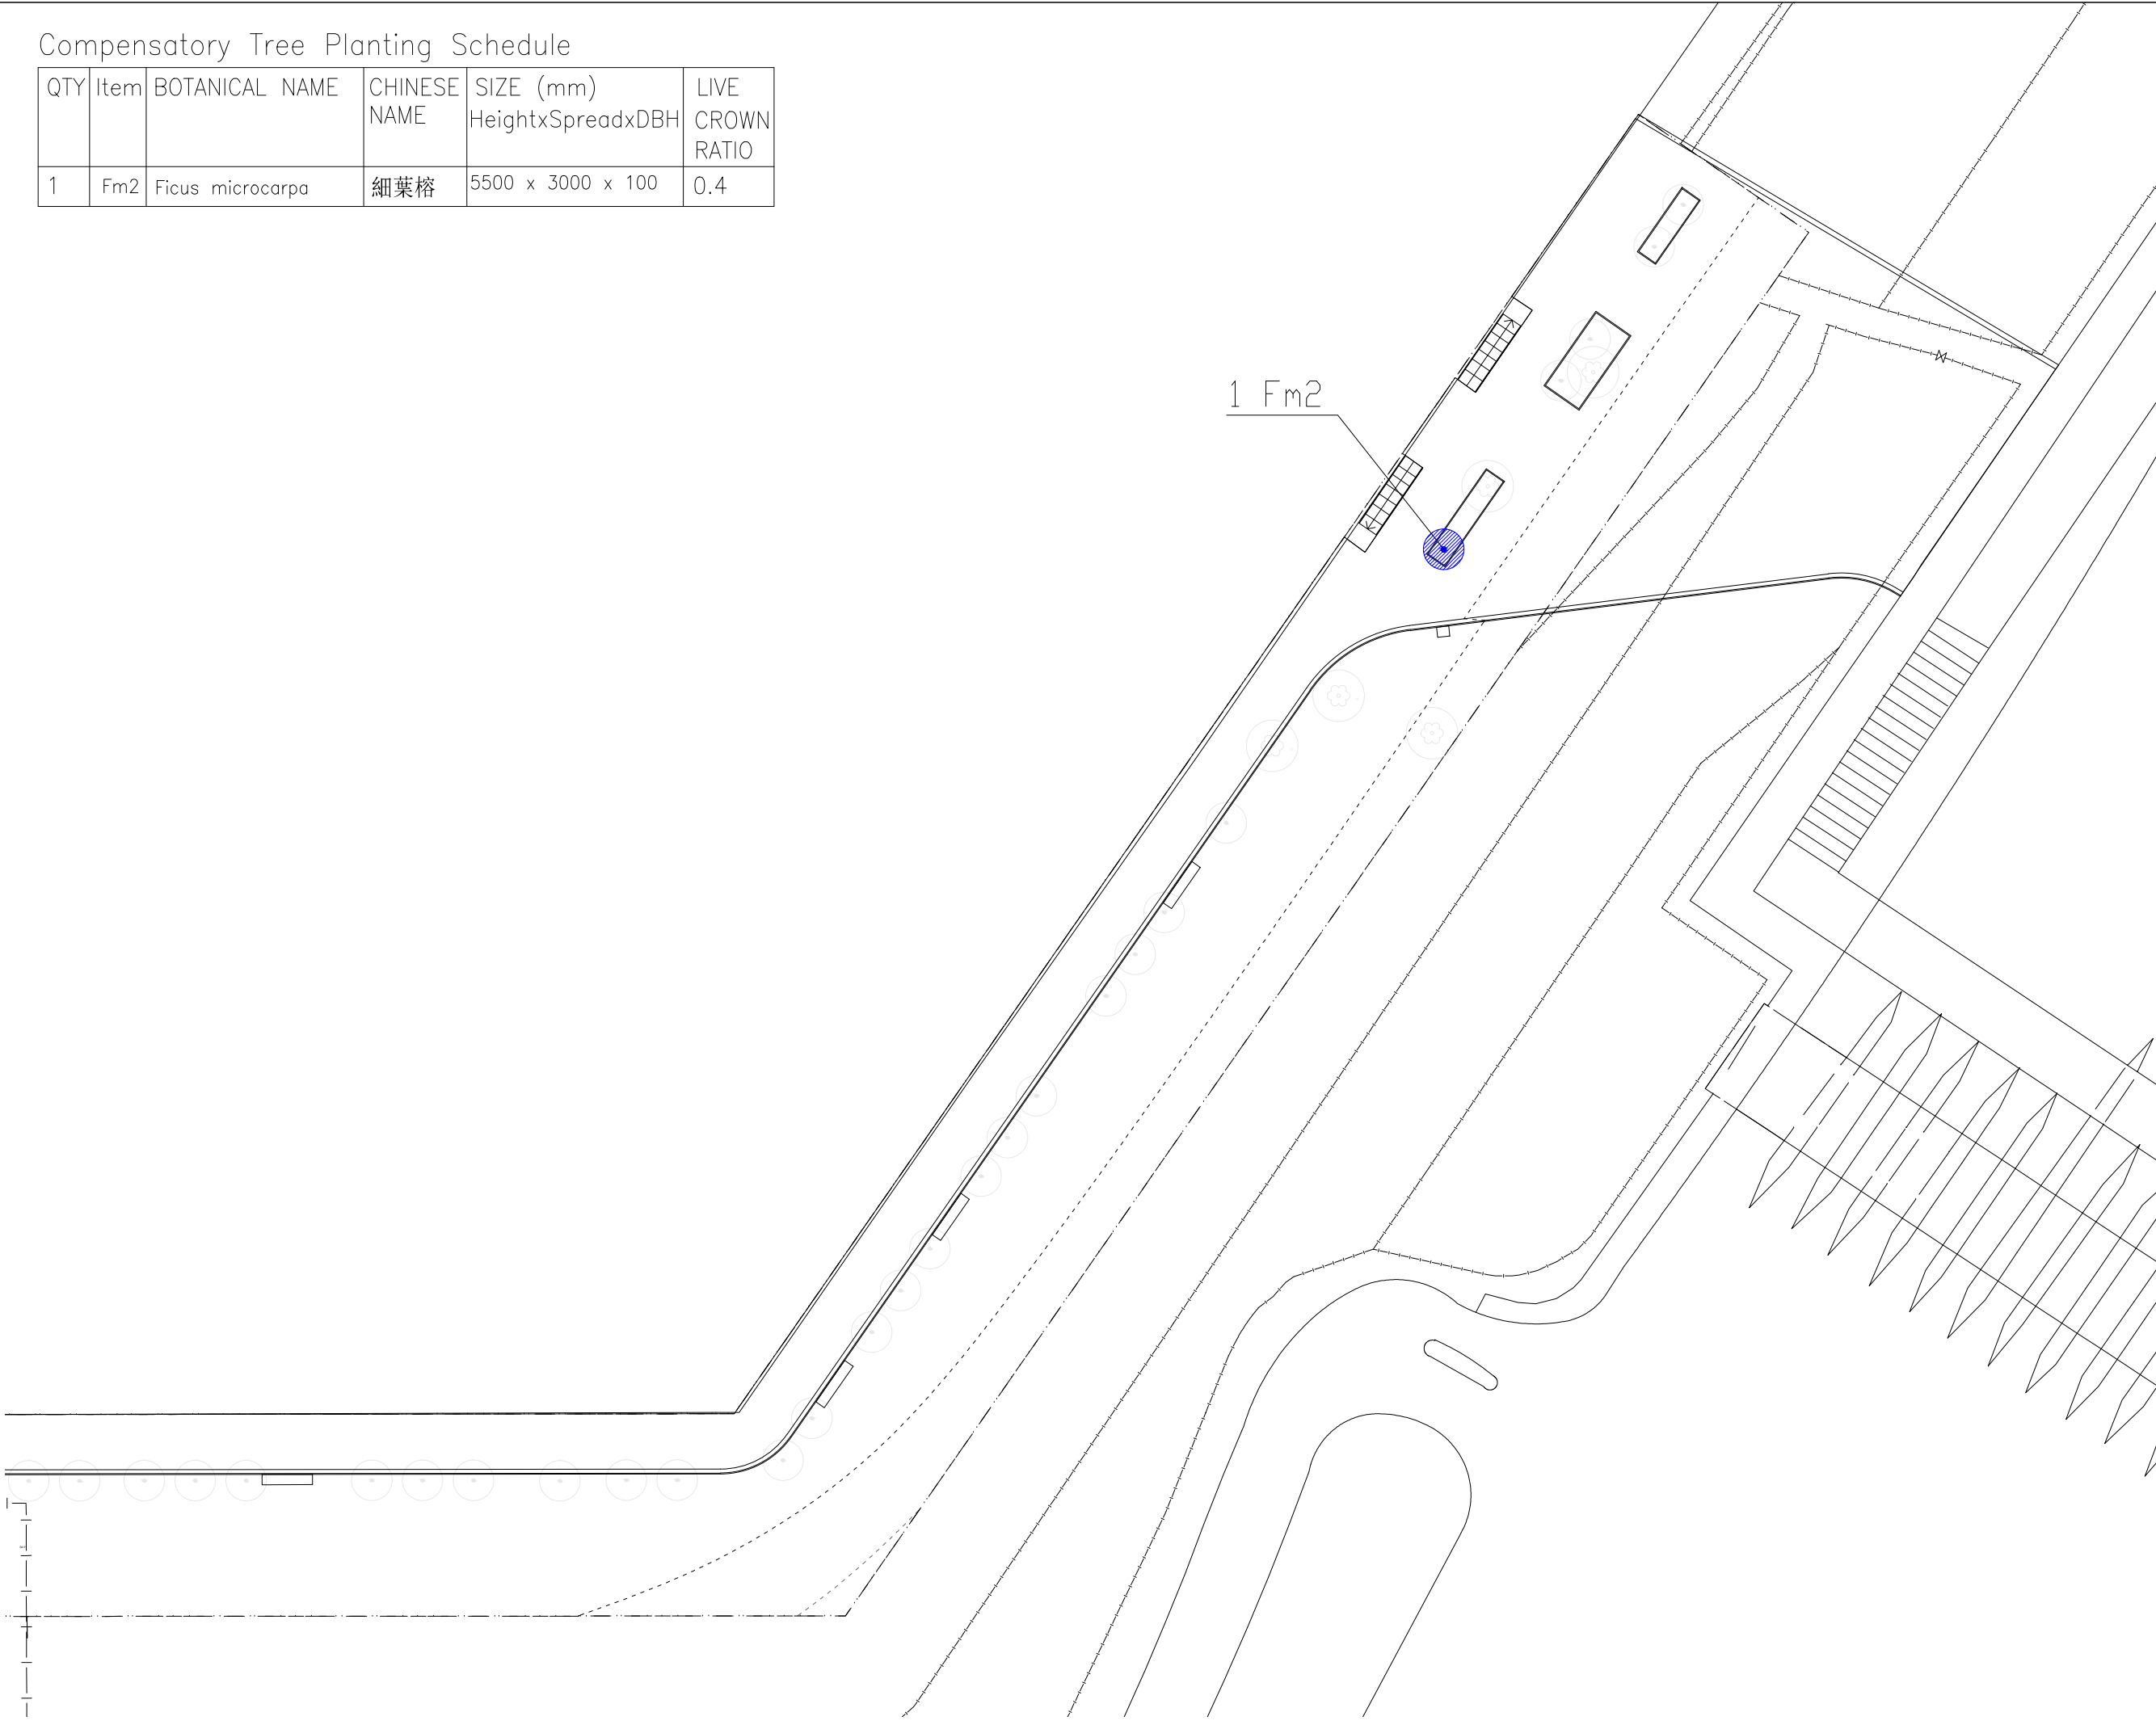 Compensatory Tree Planting Schedule
QTY Item BOTANICAL NAME CHINESE NAME SIZE (mm) HeightxSpreadxDBH LIVE CROWN RATIO
1 Fm2 Ficus microcarpa 細葉榕 5500 x 3000 x 100 0.4
1 Fm2